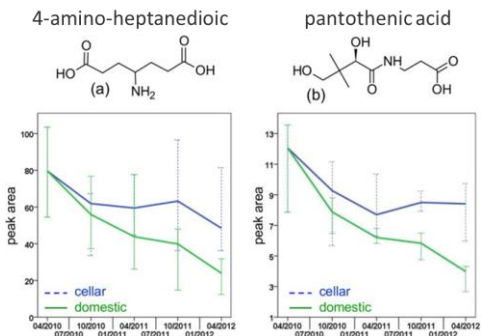 4-amino-heptanedioic
pantothenic acid
O
HO
O
OH
NH₂
(a)
OH
HO
O
NH
O
OH
(b)
peak area
100
80
60
40
20
0
cellar
domestic
04/2010 10/2010 04/2011 10/2011 04/2012
07/2010 01/2011 07/2011 01/2012
peak area
13
11
9
7
5
3
1
cellar
domestic
04/2010 10/2010 04/2011 10/2011 04/2012
07/2010 01/2011 07/2011 01/2012